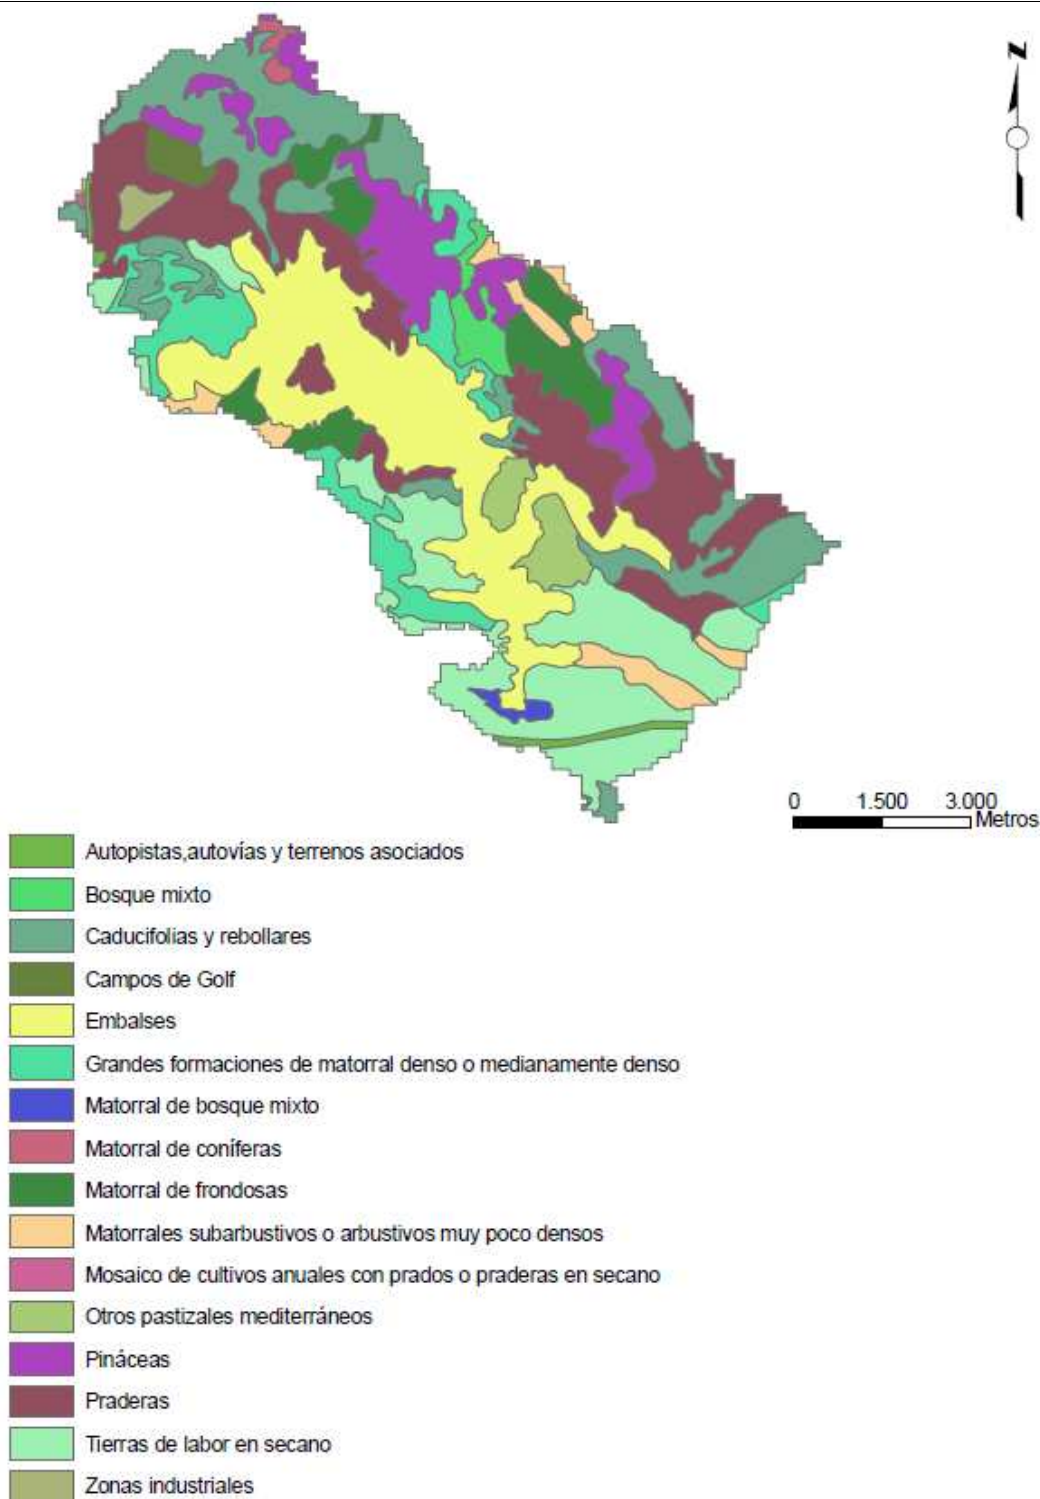 N
0 1.500 3.000
Metros
Autopistas,autovías y terrenos asociados
Bosque mixto
Caducifolias y rebollares
Campos de Golf
Embalses
Grandes formaciones de matorral denso o medianamente denso
Matorral de bosque mixto
Matorral de coníferas
Matorral de frondosas
Matorrales subarbustivos o arbustivos muy poco densos
Mosaico de cultivos anuales con prados o praderas en secano
Otros pastizales mediterráneos
Pináceas
Praderas
Tierras de labor en secano
Zonas industriales